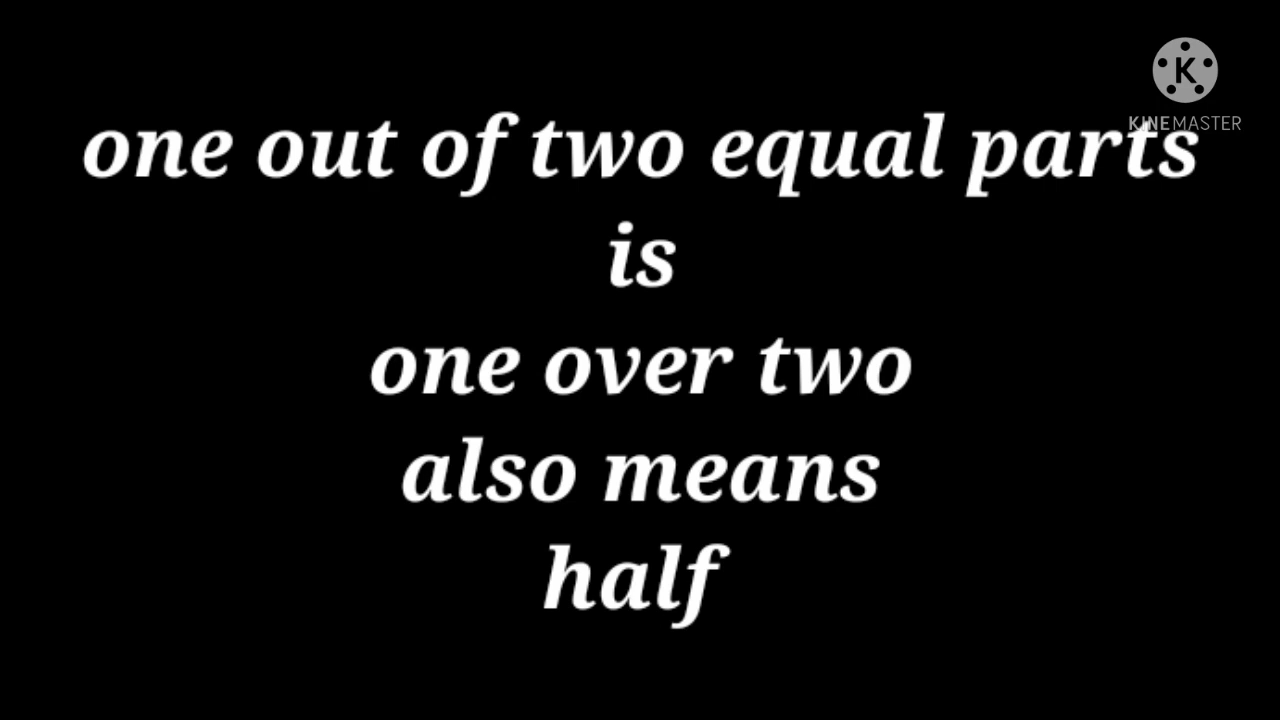 K
KINEMASTER
one out of two equal parts
is
one over two
also means
half